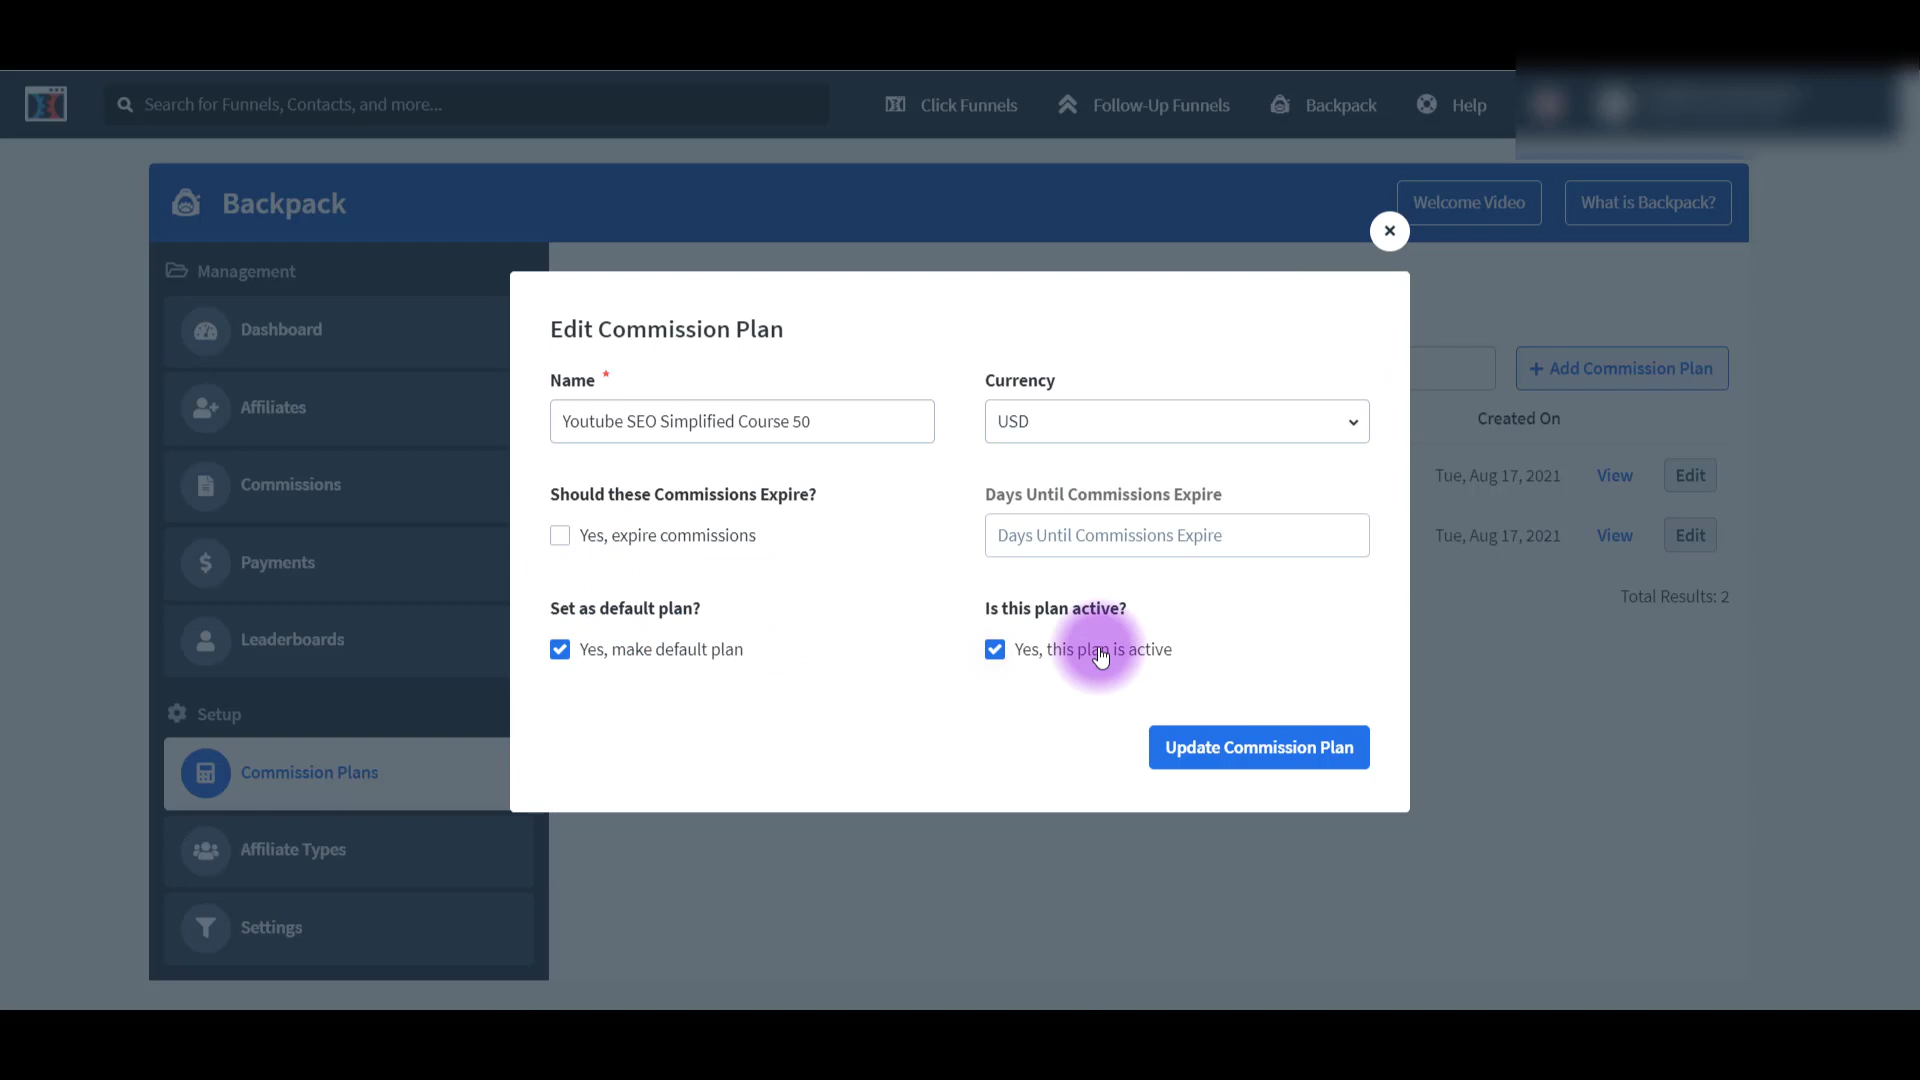 Search for Funnels, Contacts, and more...
Click Funnels
Follow-Up Funnels
Backpack
Help
Backpack
Welcome Video
What is Backpack?
×
Management
Dashboard
Affiliates
Commissions
Payments
Leaderboards
Setup
Commission Plans
Affiliate Types
Settings
Edit Commission Plan
Name *
Currency
Youtube SEO Simplified Course 50
USD
Should these Commissions Expire?
Days Until Commissions Expire
Yes, expire commissions
Days Until Commissions Expire
Set as default plan?
Is this plan active?
Yes, make default plan
Yes, this plan is active
Update Commission Plan
+ Add Commission Plan
Created On
Tue, Aug 17, 2021 View Edit
Tue, Aug 17, 2021 View Edit
Total Results: 2